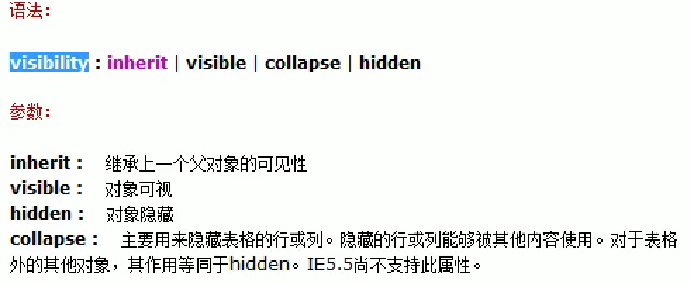 语法：
visibility : inherit | visible | collapse | hidden
参数：
inherit : 继承上一个父对象的可见性
visible : 对象可视
hidden : 对象隐藏
collapse : 主要用来隐藏表格的行或列。隐藏的行或列能够被其他内容使用。对于表格
外的其他对象，其作用等同于hidden。IE5.5尚不支持此属性。